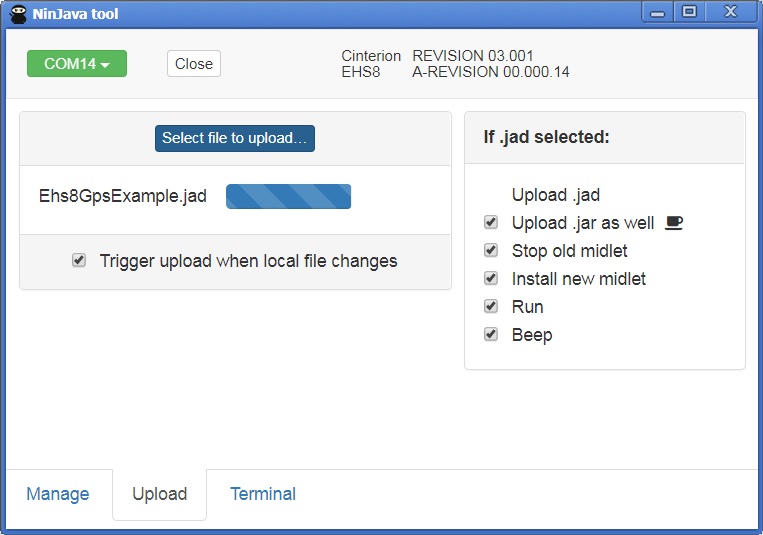 NinJava tool
COM14
Close
Cinterion REVISION 03.001
EHS8 A-REVISION 00.000.14
Select file to upload...
Ehs8GpsExample.jad
Trigger upload when local file changes
If .jad selected:
Upload .jad
Upload .jar as well
Stop old midlet
Install new midlet
Run
Beep
Manage Upload Terminal